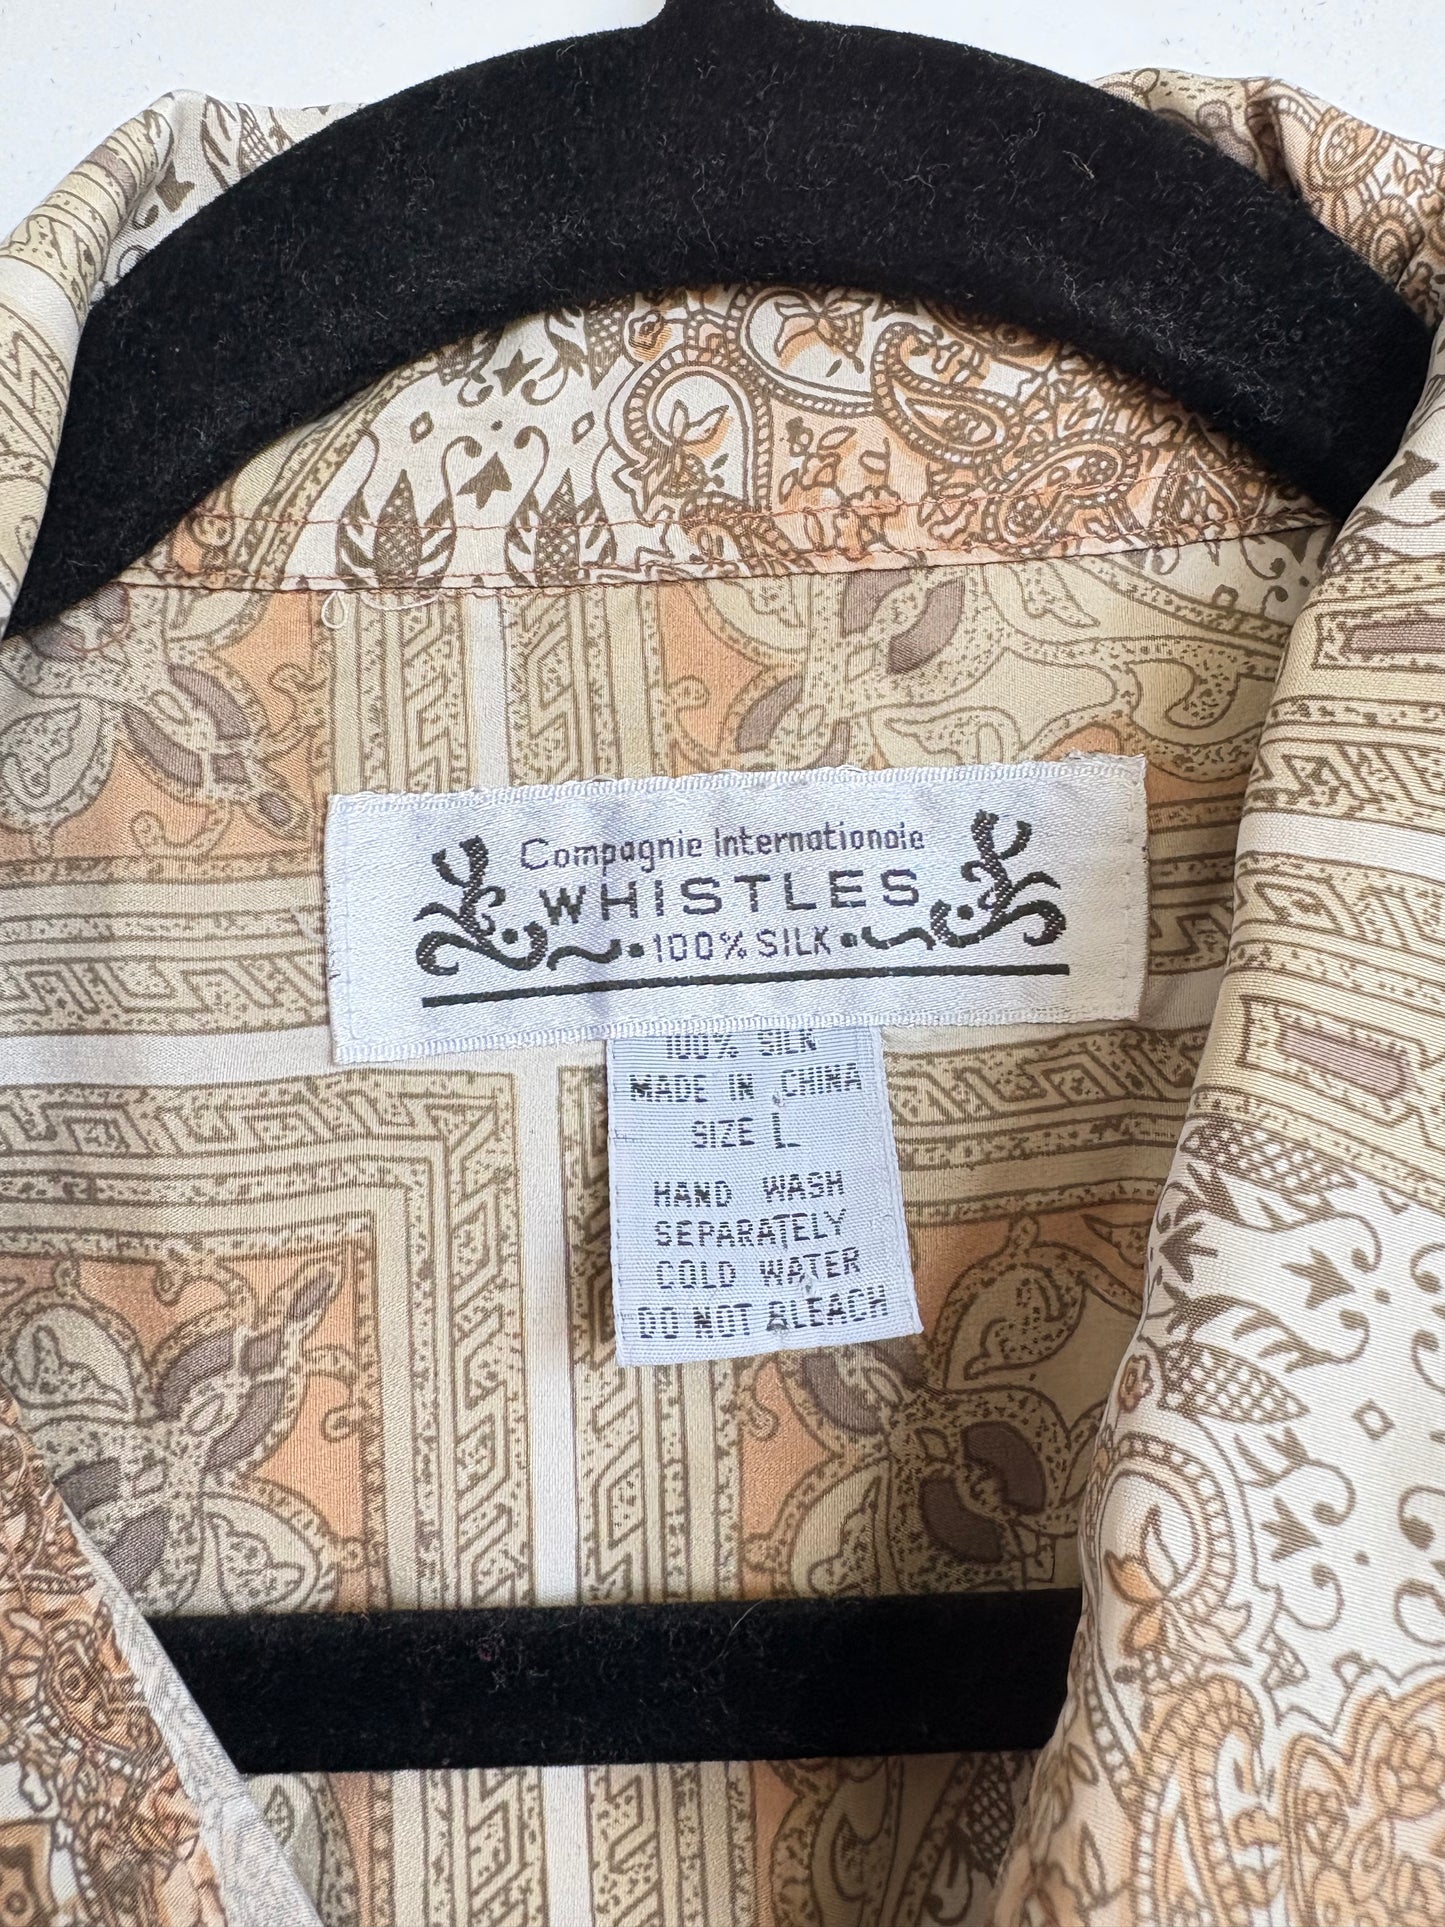 Compagnie Internationale
WHISTLES
100% SILK
100% SILK
MADE IN CHINA
SIZE L
HAND WASH
SEPARATELY
COLD WATER
DO NOT BLEACH